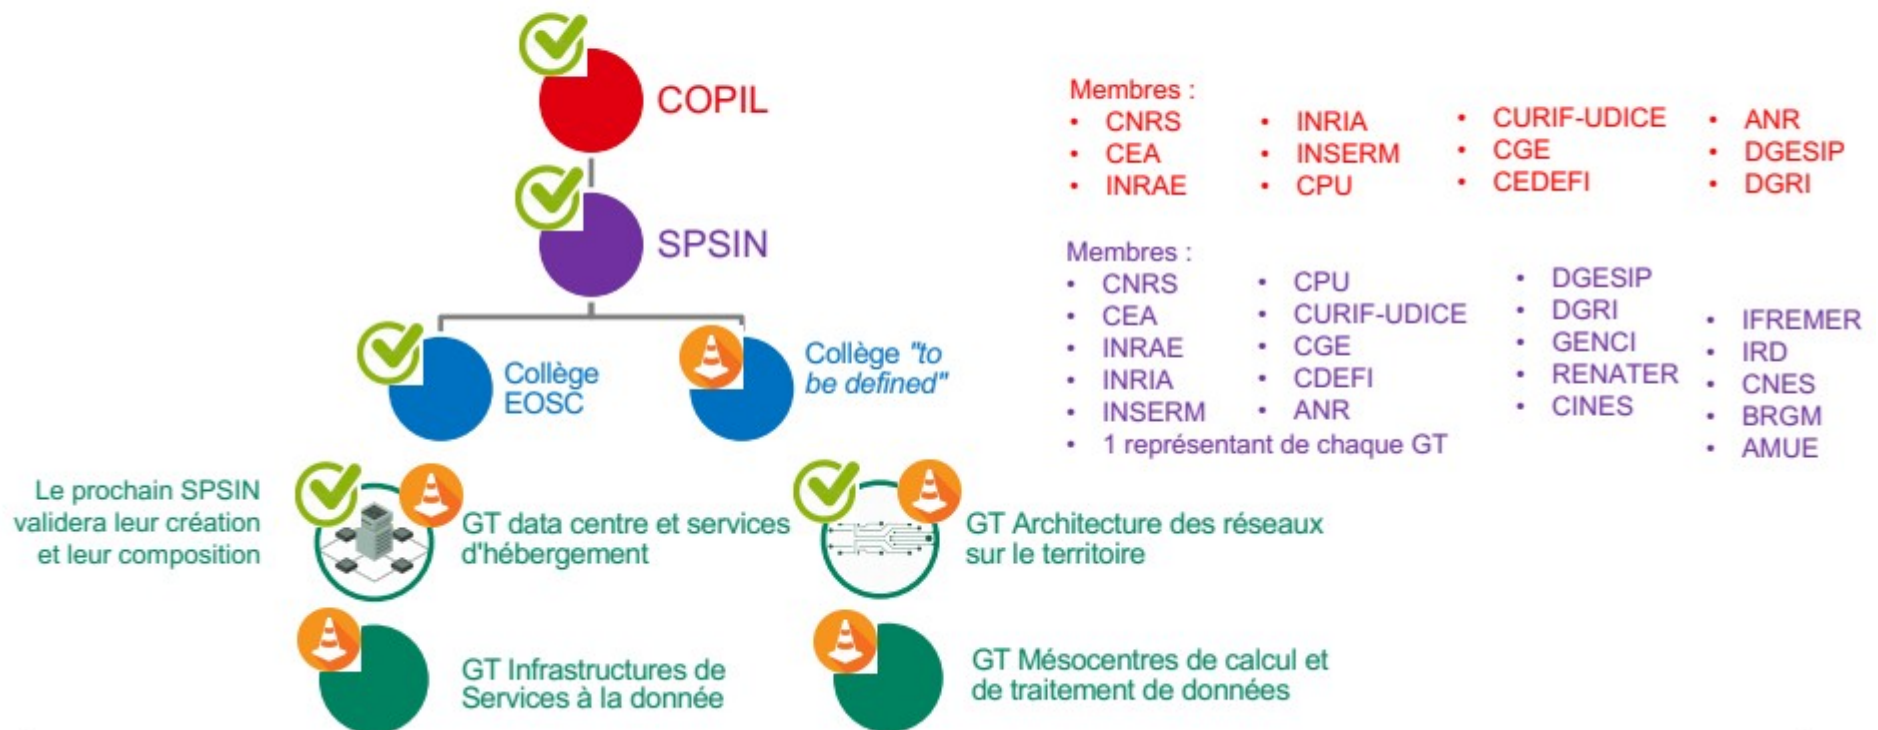 COPIL
Membres :
• CNRS
• CEA
• INRAE
• INRIA
• INSERM
• CPU
• CURIF-UDICE
• CGE
• CEDEFI
• ANR
• DGESIP
• DGRI
SPSIN
Membres :
• CNRS
• CEA
• INRAE
• INRIA
• INSERM
• 1 représentant de chaque GT
• CPU
• CURIF-UDICE
• CGE
• CDEFI
• ANR
• DGESIP
• DGRI
• GENCI
• RENATER
• CINES
• IFREMER
• IRD
• CNES
• BRGM
• AMUE
Collège
EOSC
Collège "to
be defined"
Le prochain SPSIN
validera leur création
et leur composition
GT data centre et services
d'hébergement
GT Architecture des réseaux
sur le territoire
GT Infrastructures de
Services à la donnée
GT Mésocentres de calcul et
de traitement de données